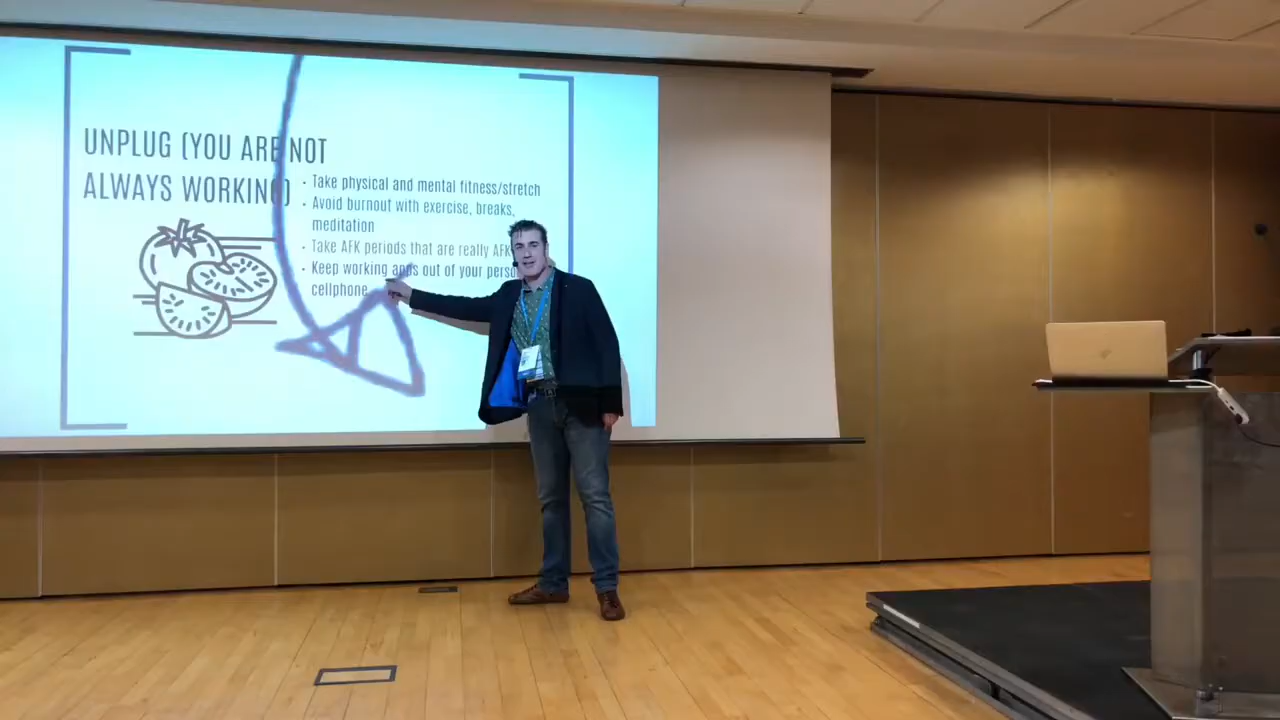 UNPLUG (YOU ARE NOT
ALWAYS WORKING)
• Take physical and mental fitness/stretch
• Avoid burnout with exercise, breaks,
meditation
• Take AFK periods that are really AFK
• Keep working apps out of your
cellphone